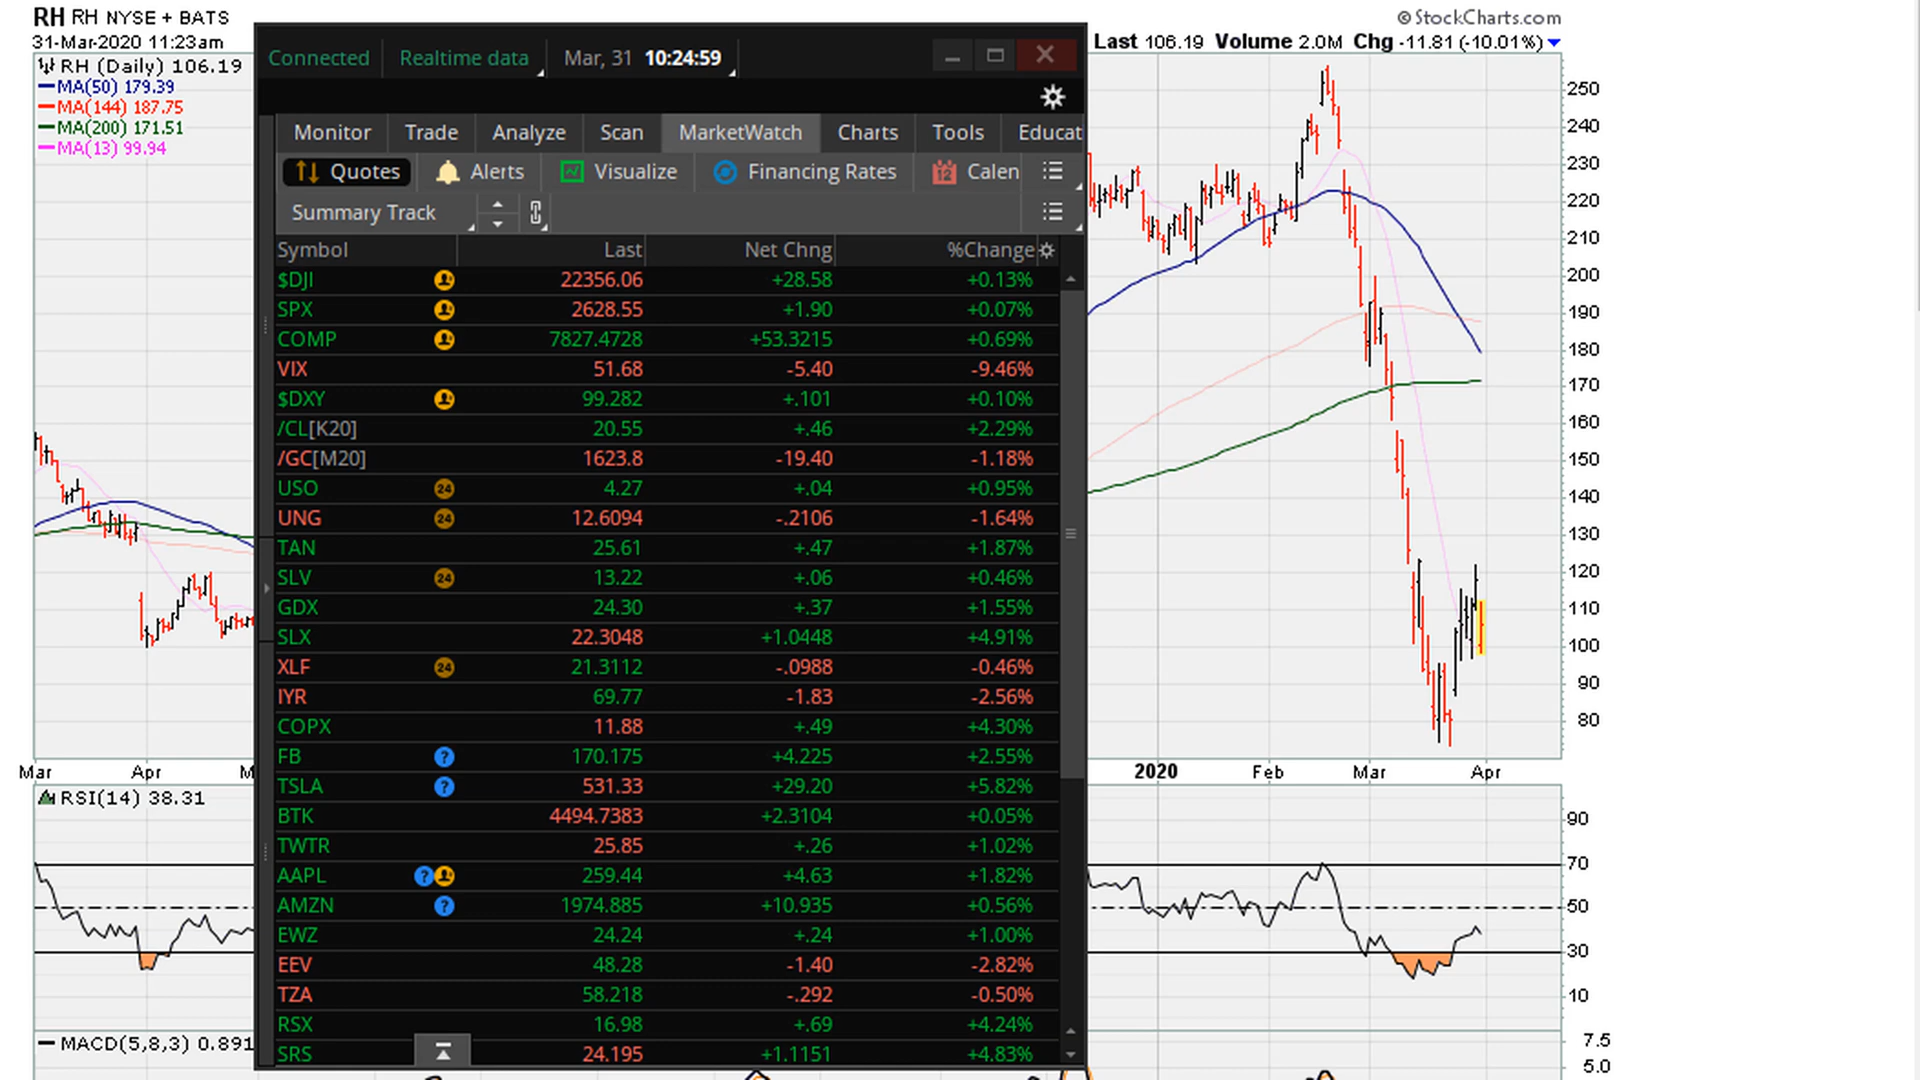 RH RH NYSE + BATS
© StockCharts.com
31-Mar-2020 11:23am
Last 106.19 Volume 2.0M Chg -11.81 (-10.01%)
RH (Daily) 106.19
MA(50) 179.39
MA(144) 187.75
MA(200) 171.51
MA(13) 99.94
Connected Realtime data Mar, 31 10:24:59
Monitor Trade Analyze Scan MarketWatch Charts Tools Educat
Quotes Alerts Visualize Financing Rates 12 Calen
Summary Track
Symbol Last Net Chng %Change
$DJI 22356.06 +28.58 +0.13%
SPX 2628.55 +1.90 +0.07%
COMP 7827.4728 +53.3215 +0.69%
VIX 51.68 -5.40 -9.46%
$DXY 99.282 +.101 +0.10%
/CL[K20] 20.55 +.46 +2.29%
/GC[M20] 1623.8 -19.40 -1.18%
USO 24 4.27 +.04 +0.95%
UNG 24 12.6094 -.2106 -1.64%
TAN 25.61 +.47 +1.87%
SLV 24 13.22 +.06 +0.46%
GDX 24.30 +.37 +1.55%
SLX 22.3048 +1.0448 +4.91%
XLF 24 21.3112 -.0988 -0.46%
IYR 69.77 -1.83 -2.56%
COPX 11.88 +.49 +4.30%
FB ? 170.175 +4.225 +2.55%
TSLA ? 531.33 +29.20 +5.82%
BTK 4494.7383 +2.3104 +0.05%
TWTR 25.85 +.26 +1.02%
AAPL ? 259.44 +4.63 +1.82%
AMZN ? 1974.885 +10.935 +0.56%
EWZ 24.24 +.24 +1.00%
EEV 48.28 -1.40 -2.82%
TZA 58.218 -.292 -0.50%
RSX 16.98 +.69 +4.24%
SRS 24.195 +1.1151 +4.83%
250
240
230
220
210
200
190
180
170
160
150
140
130
120
110
100
90
80
Mar Apr M 2020 Feb Mar Apr
RSI(14) 38.31
90
70
50
30
10
MACD(5,8,3) 0.891
7.5
5.0